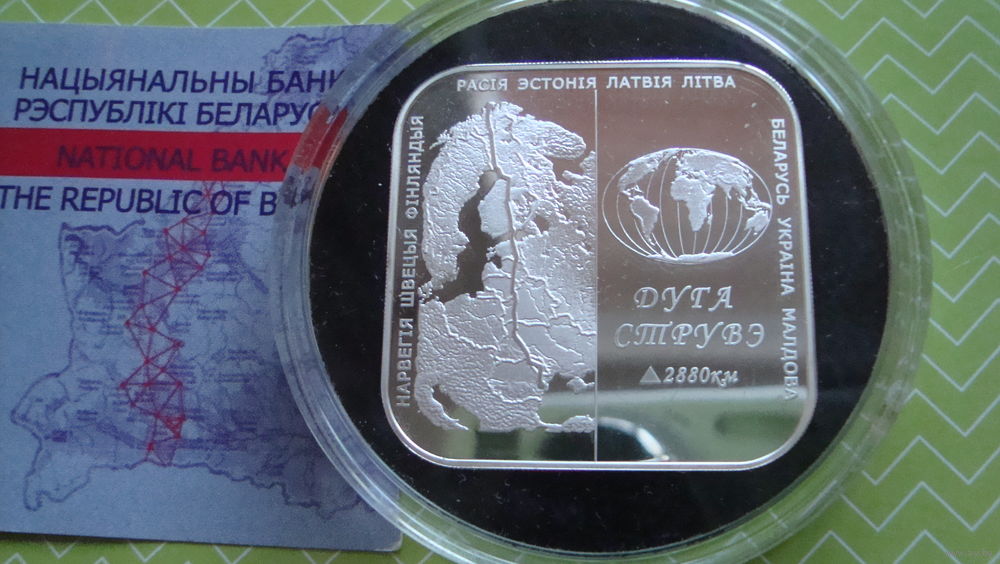 НАЦЫЯНАЛЬНЫ БАНК
РЭСПУБЛІКІ БЕЛАРУСЬ
NATIONAL BANK
THE REPUBLIC OF B
РАСІЯ ЭСТОНІЯ ЛАТВІЯ ЛІТВА
БЕЛАРУСЬ УКРАІНА МАЛДОВА
НАРВЕГІЯ ШВЕЦЫЯ ФІНЛЯНДЫЯ
ДУГА
СТРУВЭ
2880км